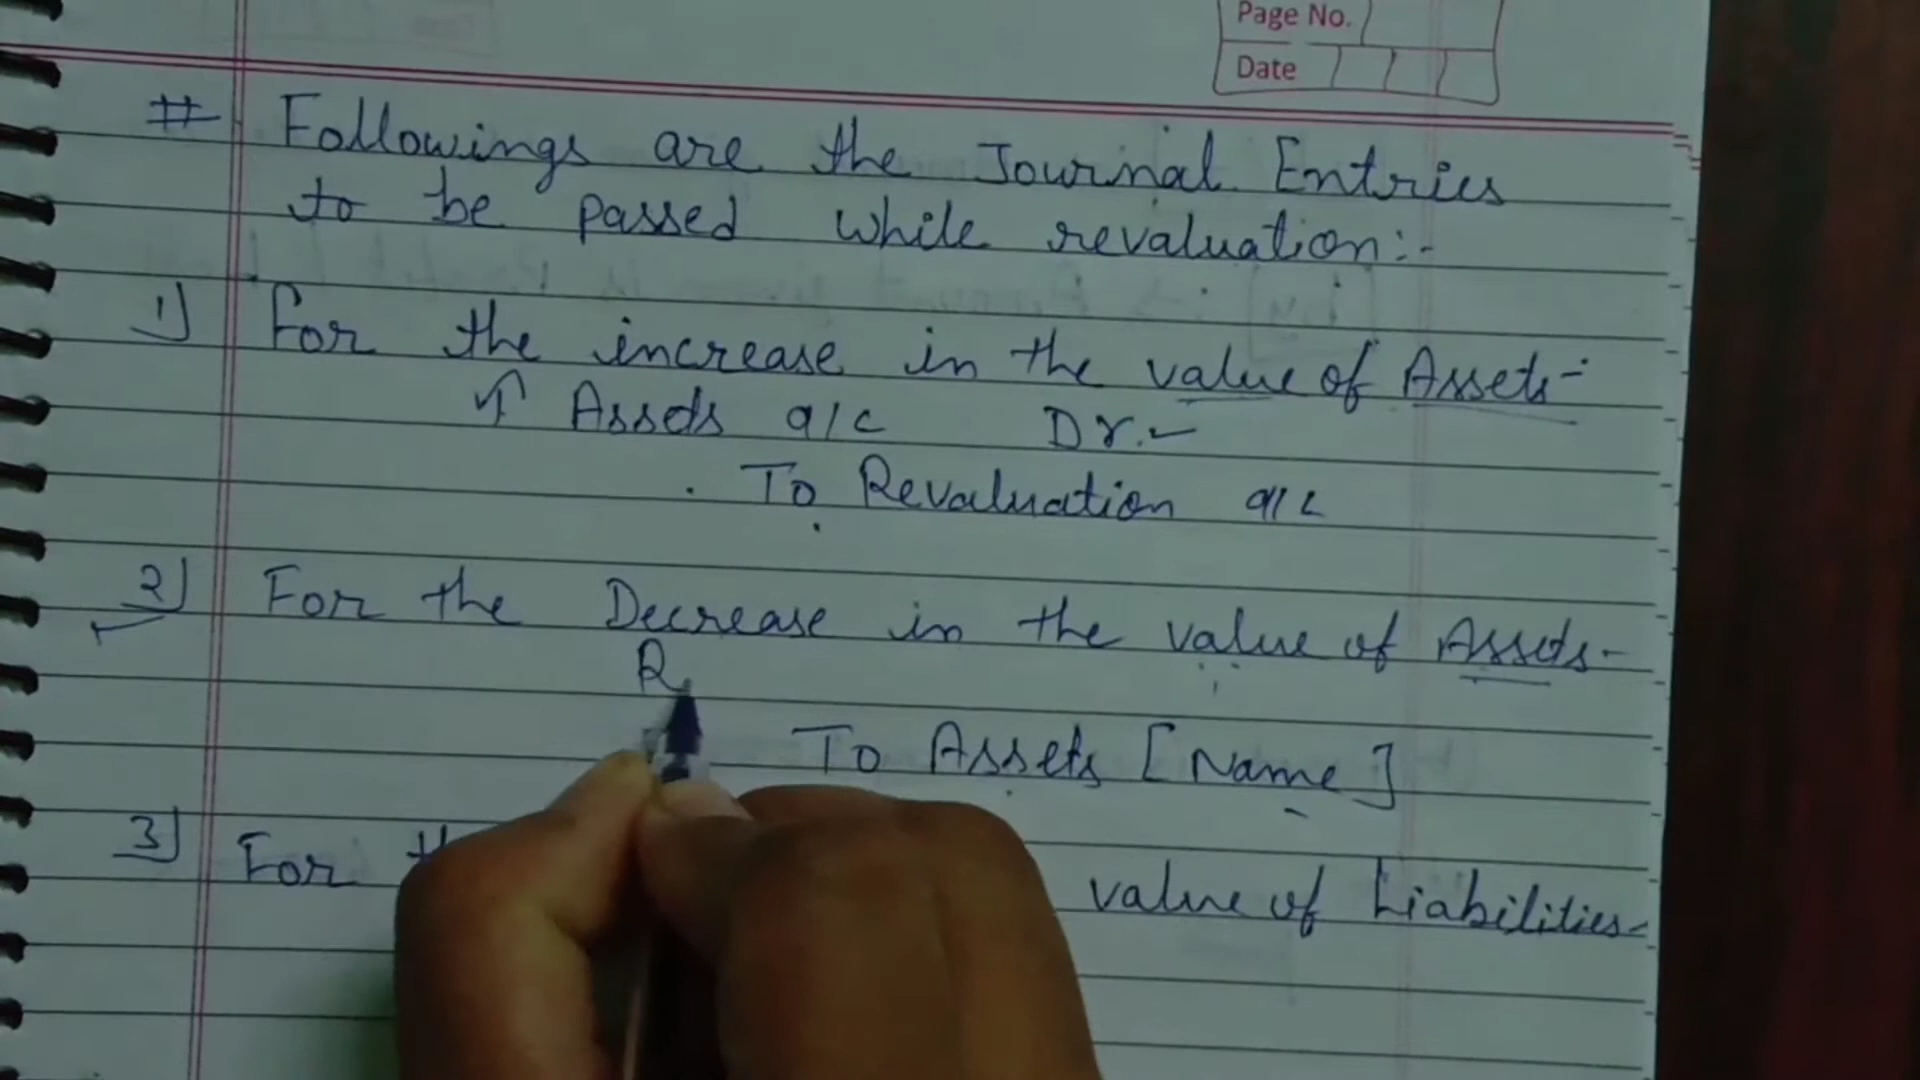 Page No.
Date
# Followings are the Journal Entries
to be passed while revaluation:-
1) For the increase in the value of Assets-
↑ Assets a/c Dr.-
To Revaluation a/c
2) For the Decrease in the value of Assets-
R
To Assets [Name]
3) For value of Liabilities-